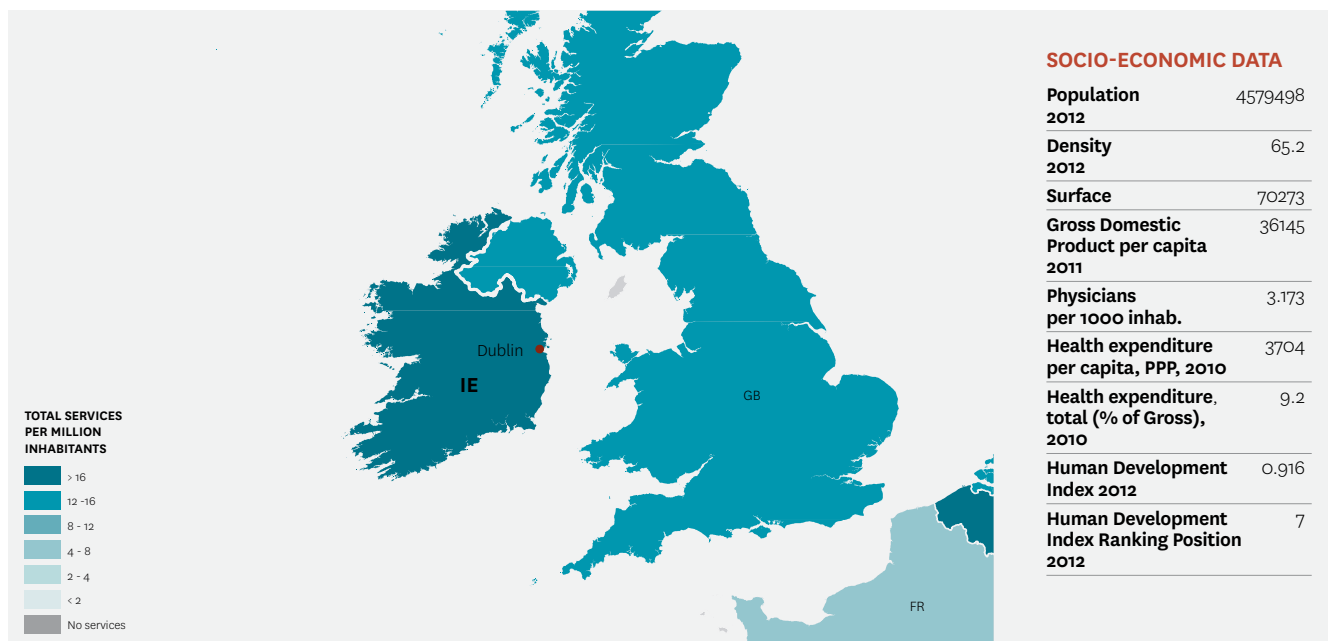 Dublin
IE
GB
FR
TOTAL SERVICES
PER MILLION
INHABITANTS
> 16
12 -16
8 - 12
4 - 8
2 - 4
< 2
No services
SOCIO-ECONOMIC DATA
Population 4579498
2012
Density 65.2
2012
Surface 70273
Gross Domestic 36145
Product per capita
2011
Physicians 3.173
per 1000 inhab.
Health expenditure 3704
per capita, PPP, 2010
Health expenditure, 9.2
total (% of Gross),
2010
Human Development 0.916
Index 2012
Human Development 7
Index Ranking Position
2012